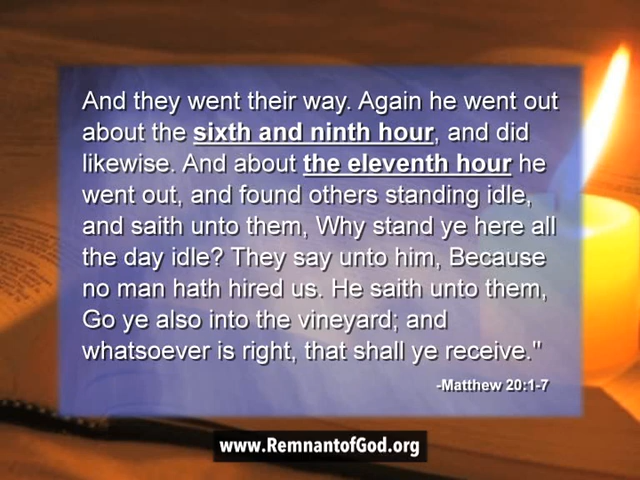 And they went their way. Again he went out
about the sixth and ninth hour, and did
likewise. And about the eleventh hour he
went out, and found others standing idle,
and saith unto them, Why stand ye here all
the day idle? They say unto him, Because
no man hath hired us. He saith unto them,
Go ye also into the vineyard; and
whatsoever is right, that shall ye receive."
-Matthew 20:1-7
www.RemnantofGod.org